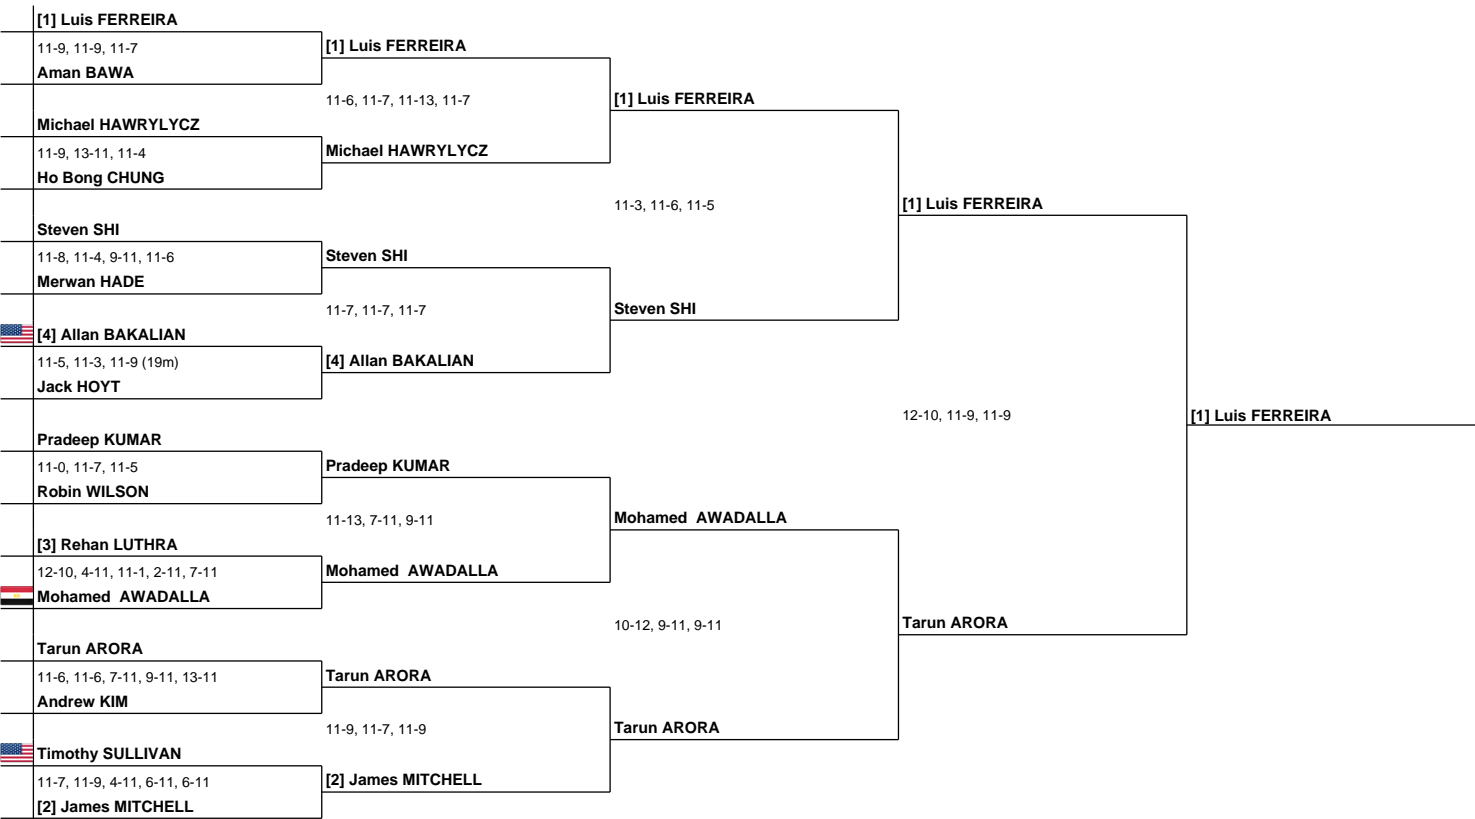 [1] Luis FERREIRA
11-9, 11-9, 11-7
Aman BAWA
Michael HAWRYLYCZ
11-9, 13-11, 11-4
Ho Bong CHUNG
Steven SHI
11-8, 11-4, 9-11, 11-6
Merwan HADE
[4] Allan BAKALIAN
11-5, 11-3, 11-9 (19m)
Jack HOYT
Pradeep KUMAR
11-0, 11-7, 11-5
Robin WILSON
[3] Rehan LUTHRA
12-10, 4-11, 11-1, 2-11, 7-11
Mohamed AWADALLA
Tarun ARORA
11-6, 11-6, 7-11, 9-11, 13-11
Andrew KIM
Timothy SULLIVAN
11-7, 11-9, 4-11, 6-11, 6-11
[2] James MITCHELL
[1] Luis FERREIRA
11-6, 11-7, 11-13, 11-7
Michael HAWRYLYCZ
Steven SHI
11-7, 11-7, 11-7
[4] Allan BAKALIAN
Pradeep KUMAR
11-13, 7-11, 9-11
Mohamed AWADALLA
Tarun ARORA
11-9, 11-7, 11-9
[2] James MITCHELL
[1] Luis FERREIRA
11-3, 11-6, 11-5
Steven SHI
Mohamed AWADALLA
10-12, 9-11, 9-11
Tarun ARORA
[1] Luis FERREIRA
12-10, 11-9, 11-9
Tarun ARORA
[1] Luis FERREIRA